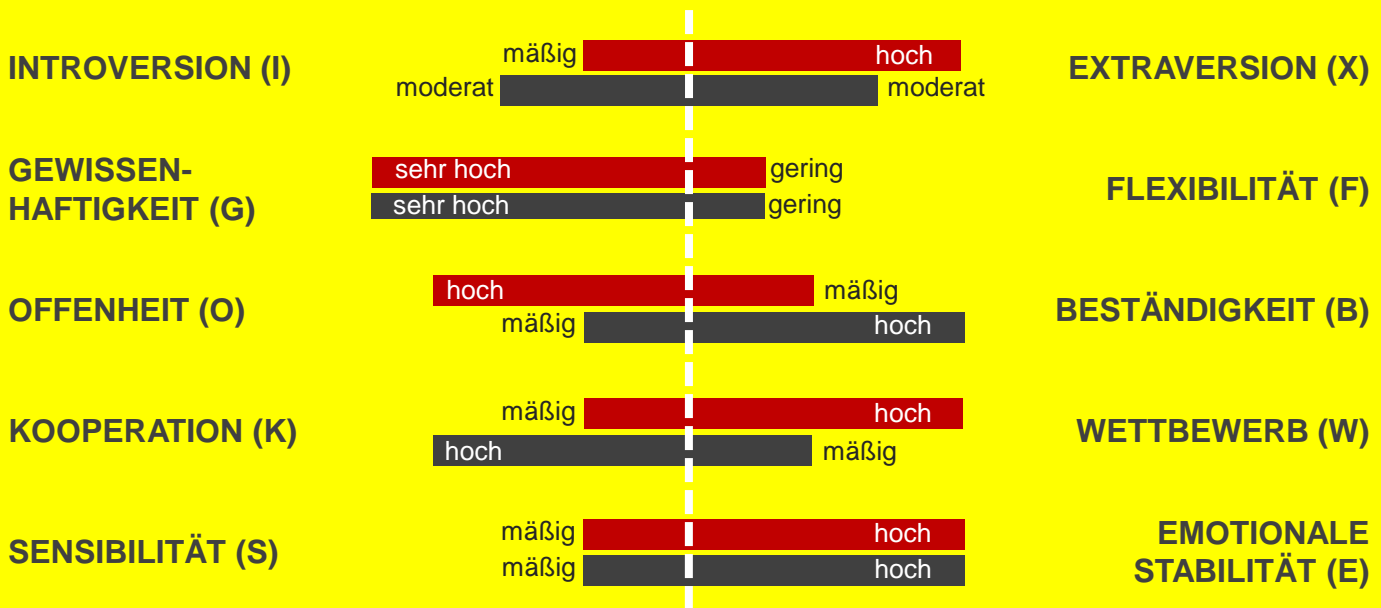 INTROVERSION (I)
mäßig
hoch
moderat
moderat
EXTRAVERSION (X)
GEWISSEN-
HAFTIGKEIT (G)
sehr hoch
gering
sehr hoch
gering
FLEXIBILITÄT (F)
OFFENHEIT (O)
hoch
mäßig
mäßig
hoch
BESTÄNDIGKEIT (B)
KOOPERATION (K)
mäßig
hoch
hoch
mäßig
WETTBEWERB (W)
SENSIBILITÄT (S)
mäßig
hoch
mäßig
hoch
EMOTIONALE
STABILITÄT (E)